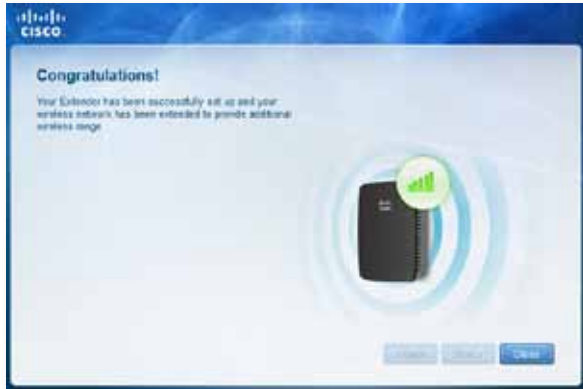 CISCO
Congratulations!
Your Extender has been successfully set up and your
wireless network has been extended to provide additional
wireless range
Close